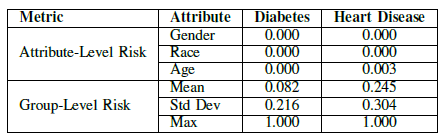 Metric Attribute Diabetes Heart Disease
Attribute-Level Risk Gender 0.000 0.000
Race 0.000 0.000
Age 0.000 0.003
Group-Level Risk Mean 0.082 0.245
Std Dev 0.216 0.304
Max 1.000 1.000